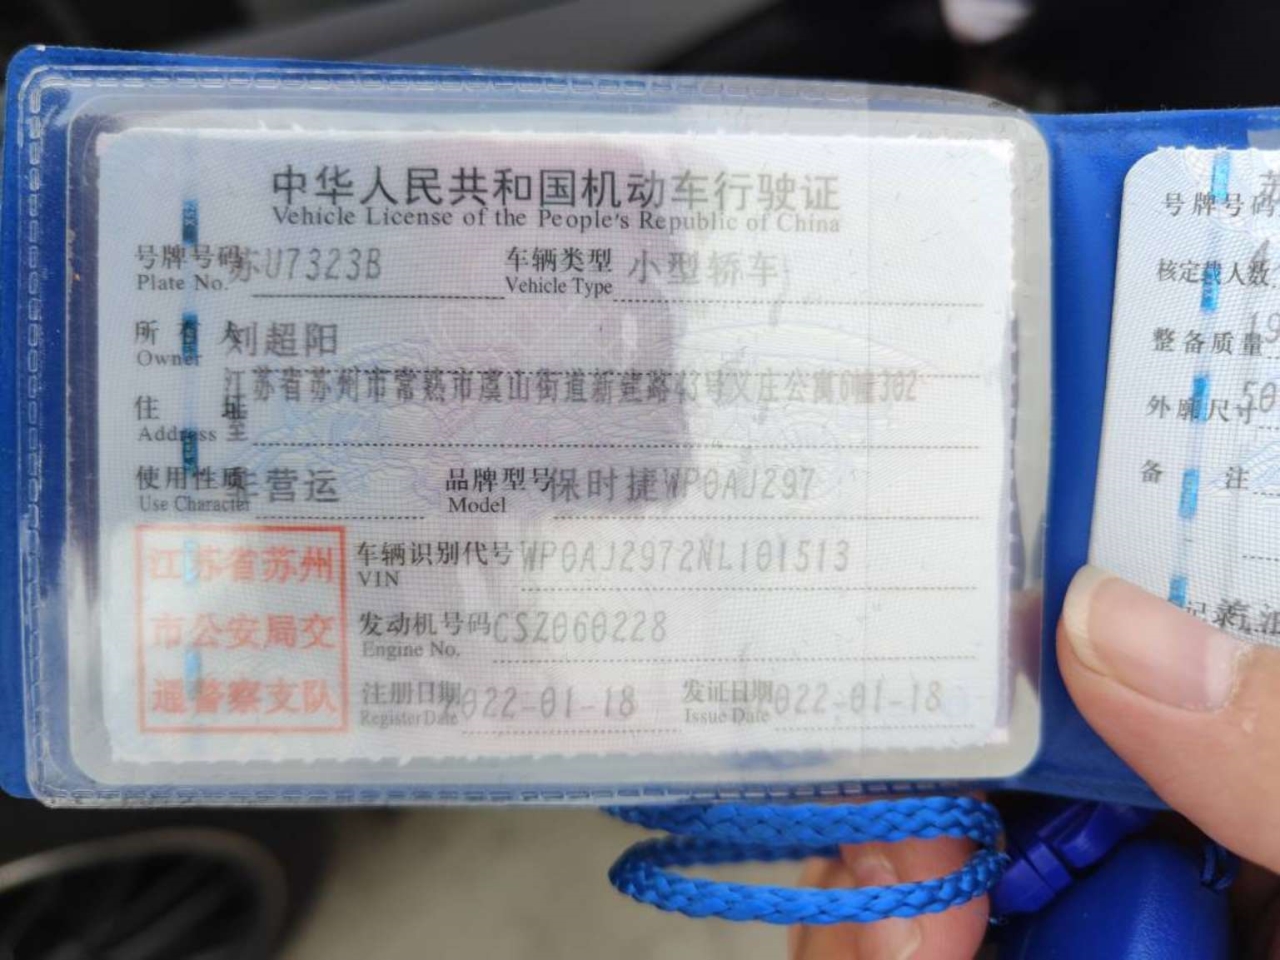 中华人民共和国机动车行驶证
Vehicle License of the People's Republic of China
号牌号码 苏U7323B 车辆类型 小型轿车
Plate No. Vehicle Type
所有人 刘超阳
Owner
江苏省苏州市常熟市虞山街道新建路43号义庄公寓6幢302
住址 至
Address
使用性质 非营运 品牌型号 保时捷WP0AJ297
Use Character Model
江苏省苏州
市公安局交
通警察支队
车辆识别代号 WP0AJ2972NL101513
VIN
发动机号码 CSZ060228
Engine No.
注册日期 2022-01-18 发证日期 2022-01-18
Register Date Issue Date
号牌号码 苏
核定载人数
整备质量 19
外廓尺寸 50
备注